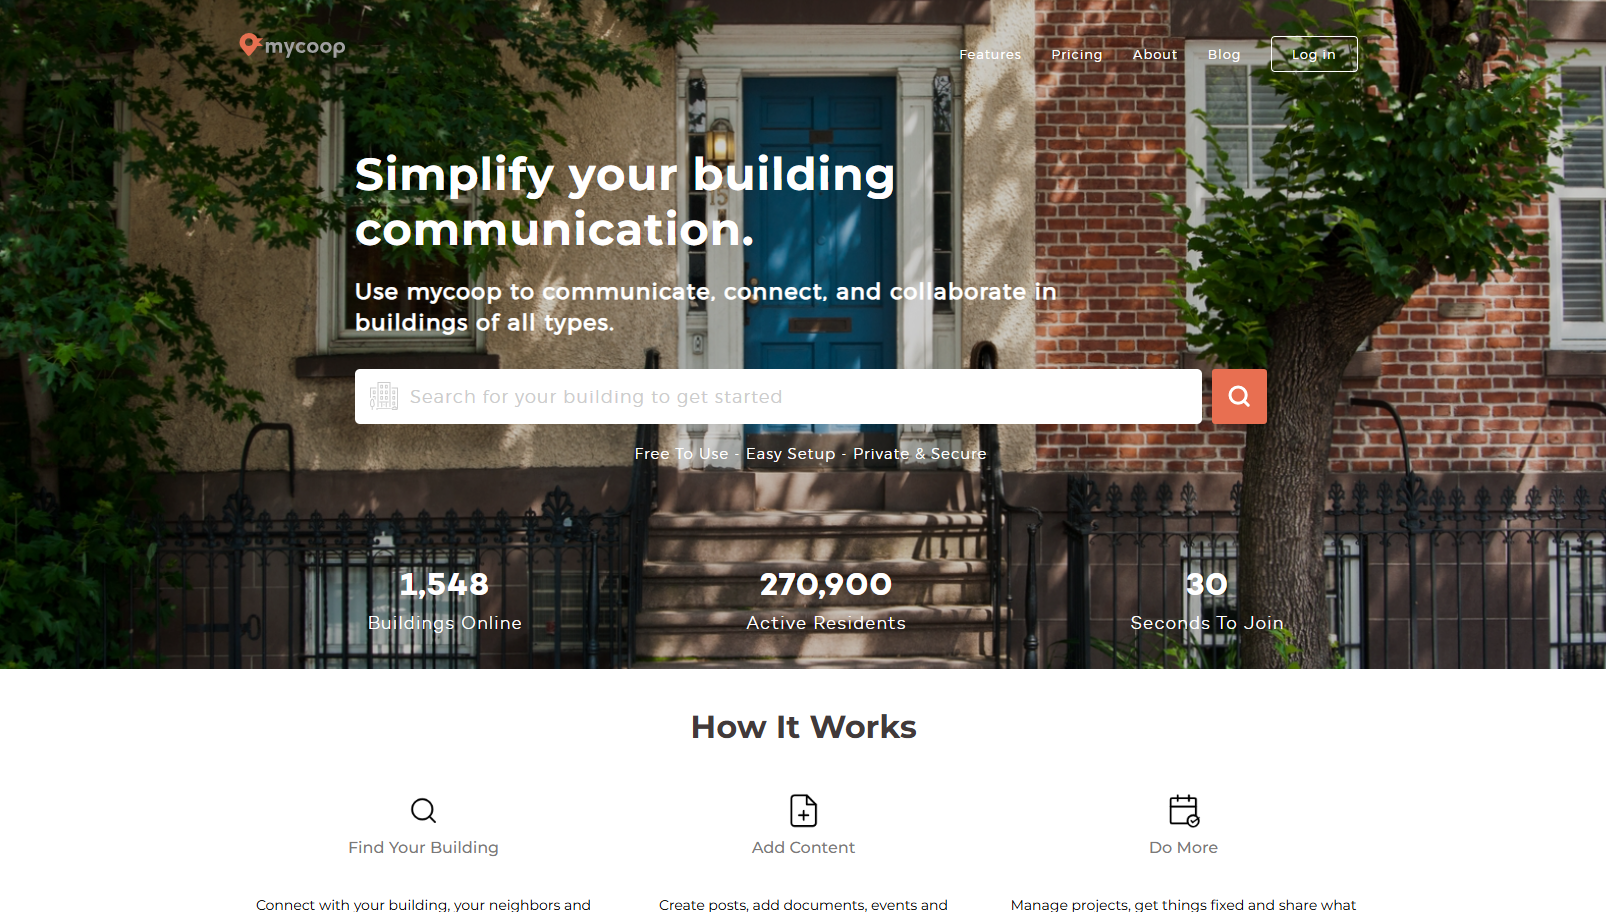 mycoop
Features Pricing About Blog Log in
Simplify your building
communication.
Use mycoop to communicate, connect, and collaborate in
buildings of all types.
Search for your building to get started
Free To Use - Easy Setup - Private & Secure
15
1,548
Buildings Online
270,900
Active Residents
30
Seconds To Join
How It Works
Find Your Building
Add Content
Do More
Connect with your building, your neighbors and
Create posts, add documents, events and
Manage projects, get things fixed and share what